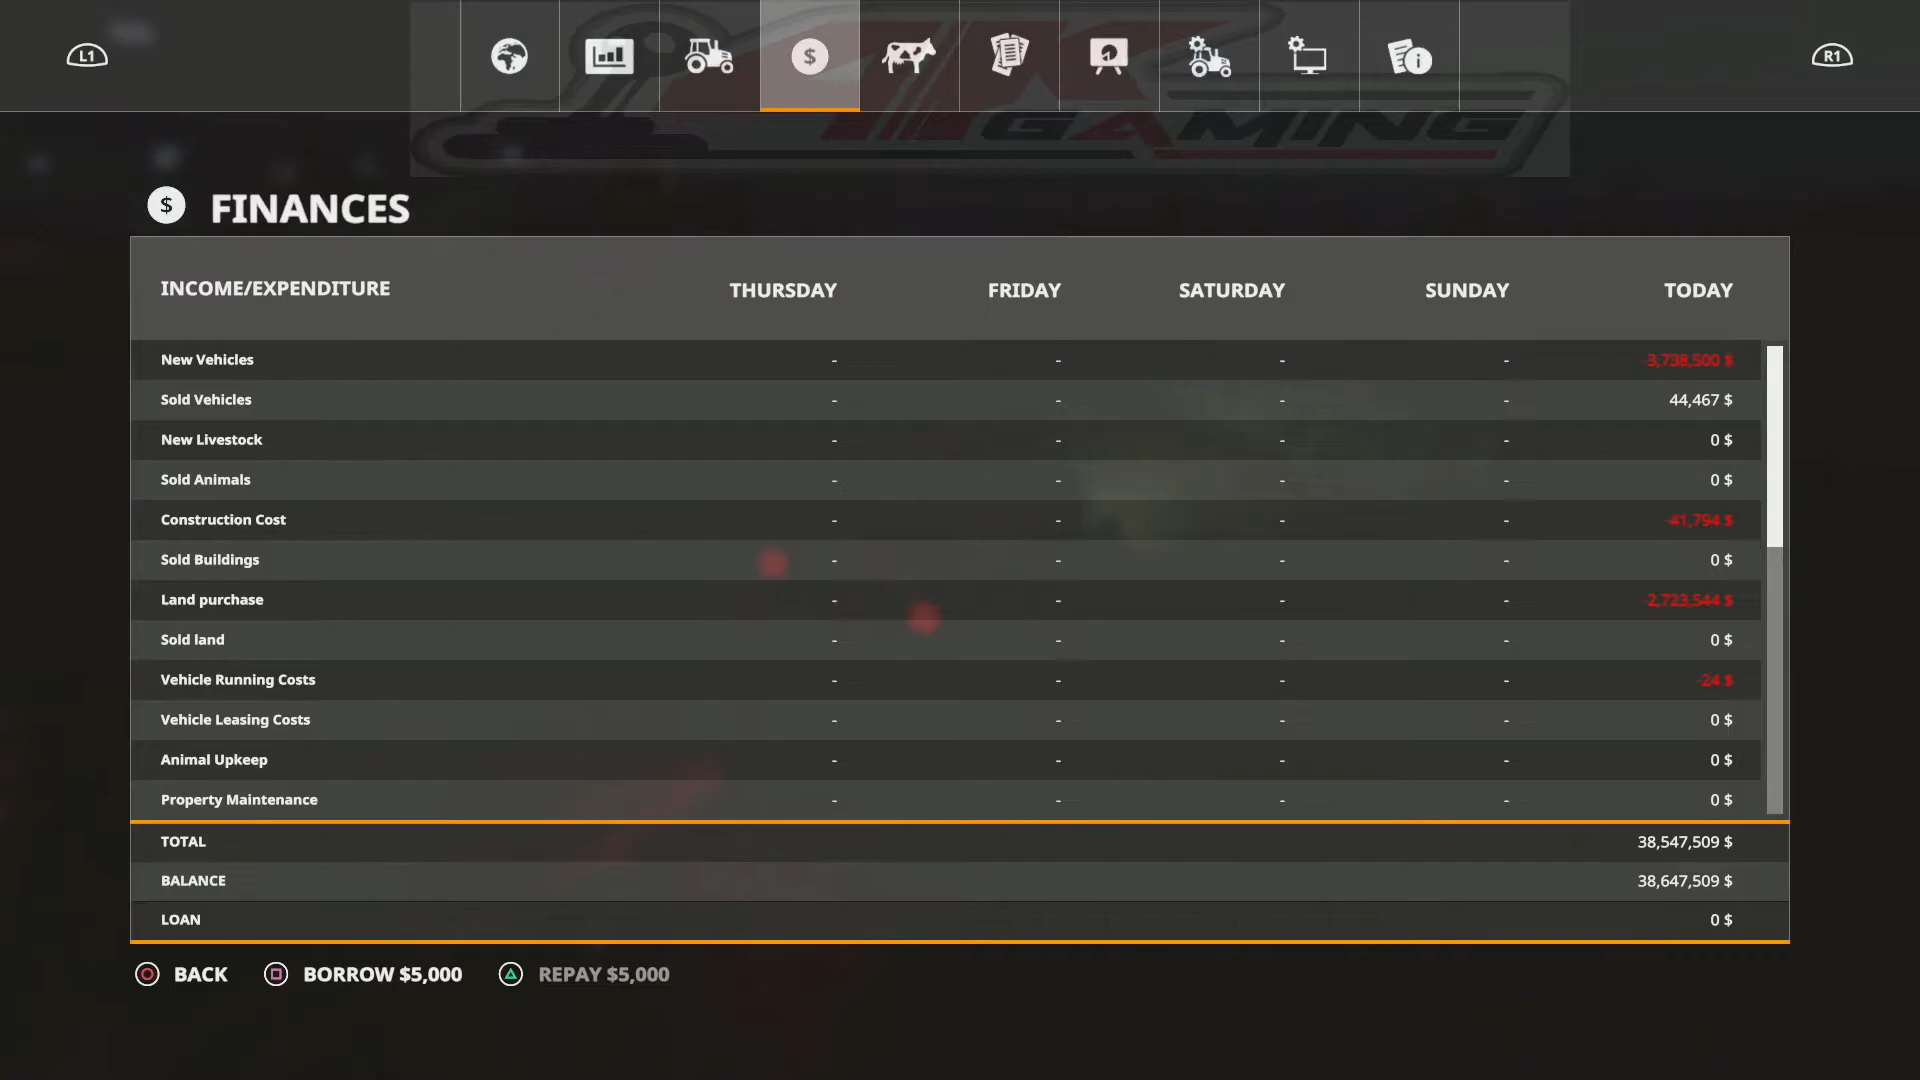 L1
R1
GAMING
$ FINANCES
INCOME/EXPENDITURE THURSDAY FRIDAY SATURDAY SUNDAY TODAY
New Vehicles - - - - -3,738,500 $
Sold Vehicles - - - - 44,467 $
New Livestock - - - - 0 $
Sold Animals - - - - 0 $
Construction Cost - - - - -41,794 $
Sold Buildings - - - - 0 $
Land purchase - - - - -2,723,544 $
Sold land - - - - 0 $
Vehicle Running Costs - - - - -24 $
Vehicle Leasing Costs - - - - 0 $
Animal Upkeep - - - - 0 $
Property Maintenance - - - - 0 $
TOTAL 38,547,509 $
BALANCE 38,647,509 $
LOAN 0 $
BACK BORROW $5,000 REPAY $5,000